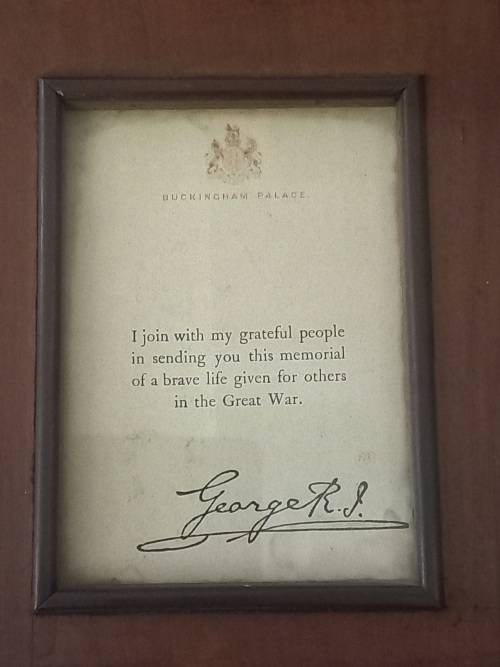 BUCKINGHAM PALACE.
I join with my grateful people
in sending you this memorial
of a brave life given for others
in the Great War.
George R.I.